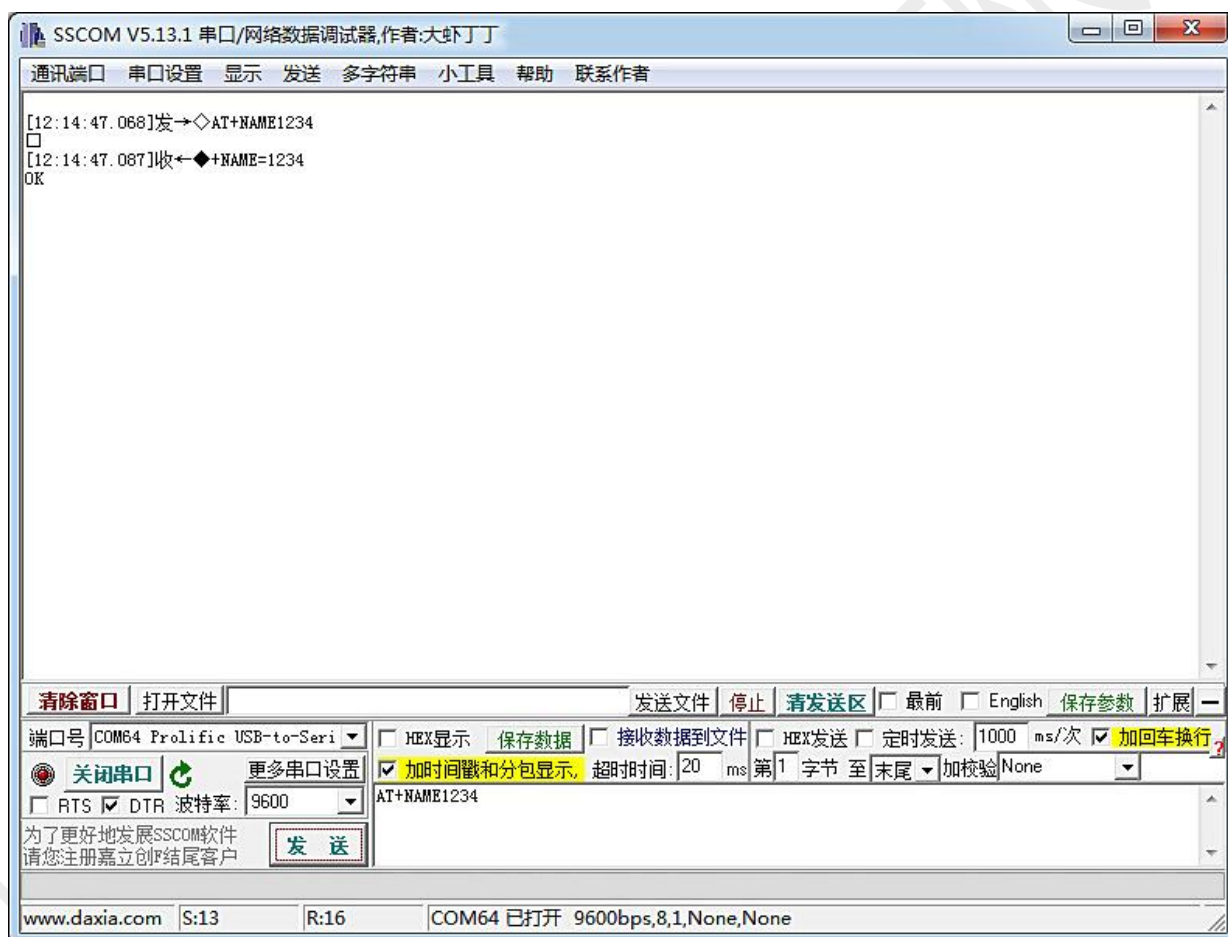 SSCOM V5.13.1 串口/网络数据调试器,作者:大虾丁丁
通讯端口 串口设置 显示 发送 多字符串 小工具 帮助 联系作者
[12:14:47.068]发→◇AT+NAME1234
□
[12:14:47.087]收←◆+NAME=1234
OK
清除窗口 打开文件 发送文件 停止 清发送区 最前 English 保存参数 扩展 —
端口号 COM64 Prolific USB-to-Seri HEX显示 保存数据 接收数据到文件 HEX发送 定时发送: 1000 ms/次 加回车换行 ?
关闭串口 更多串口设置 加时间戳和分包显示, 超时时间: 20 ms 第 1 字节 至 末尾 加校验 None
RTS DTR 波特率: 9600 AT+NAME1234
为了更好地发展SSCOM软件
请您注册嘉立创F结尾客户
发 送
www.daxia.com S:13 R:16 COM64 已打开 9600bps,8,1,None,None